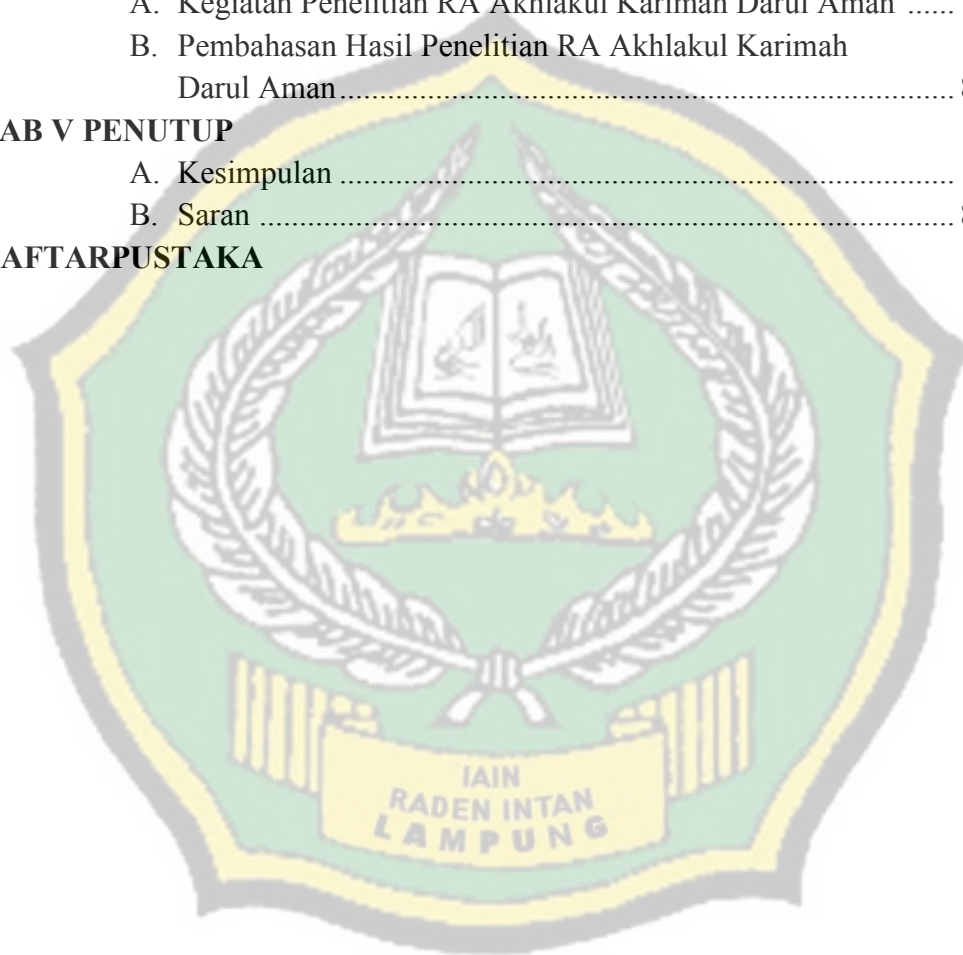 A. Kegiatan Penelitian RA Akhlakul Karimah Darul Aman ......
B. Pembahasan Hasil Penelitian RA Akhlakul Karimah
Darul Aman....................................................................................
AB V PENUTUP
A. Kesimpulan ....................................................................................
B. Saran ....................................................................................
AFTARPUSTAKA
IAIN
RADEN INTAN
LAMPUNG